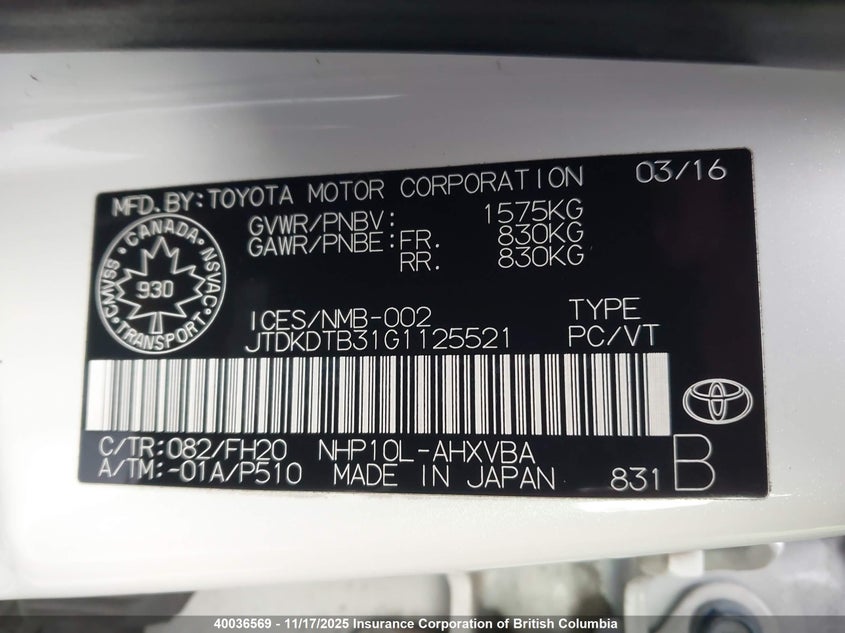 MFD.BY:TOYOTA MOTOR CORPORATION 03/16
GVWR/PNBV: 1575KG
GAWR/PNBE:FR. 830KG
RR. 830KG
CANADA
CMVSS NSVAC
930
TRANSPORT
ICES/NMB-002 TYPE
JTDKDTB31G1125521 PC/VT
C/TR:082/FH20 NHP10L-AHXVBA
A/TM:-01A/P510 MADE IN JAPAN 831 B
40036569 - 11/17/2025 Insurance Corporation of British Columbia